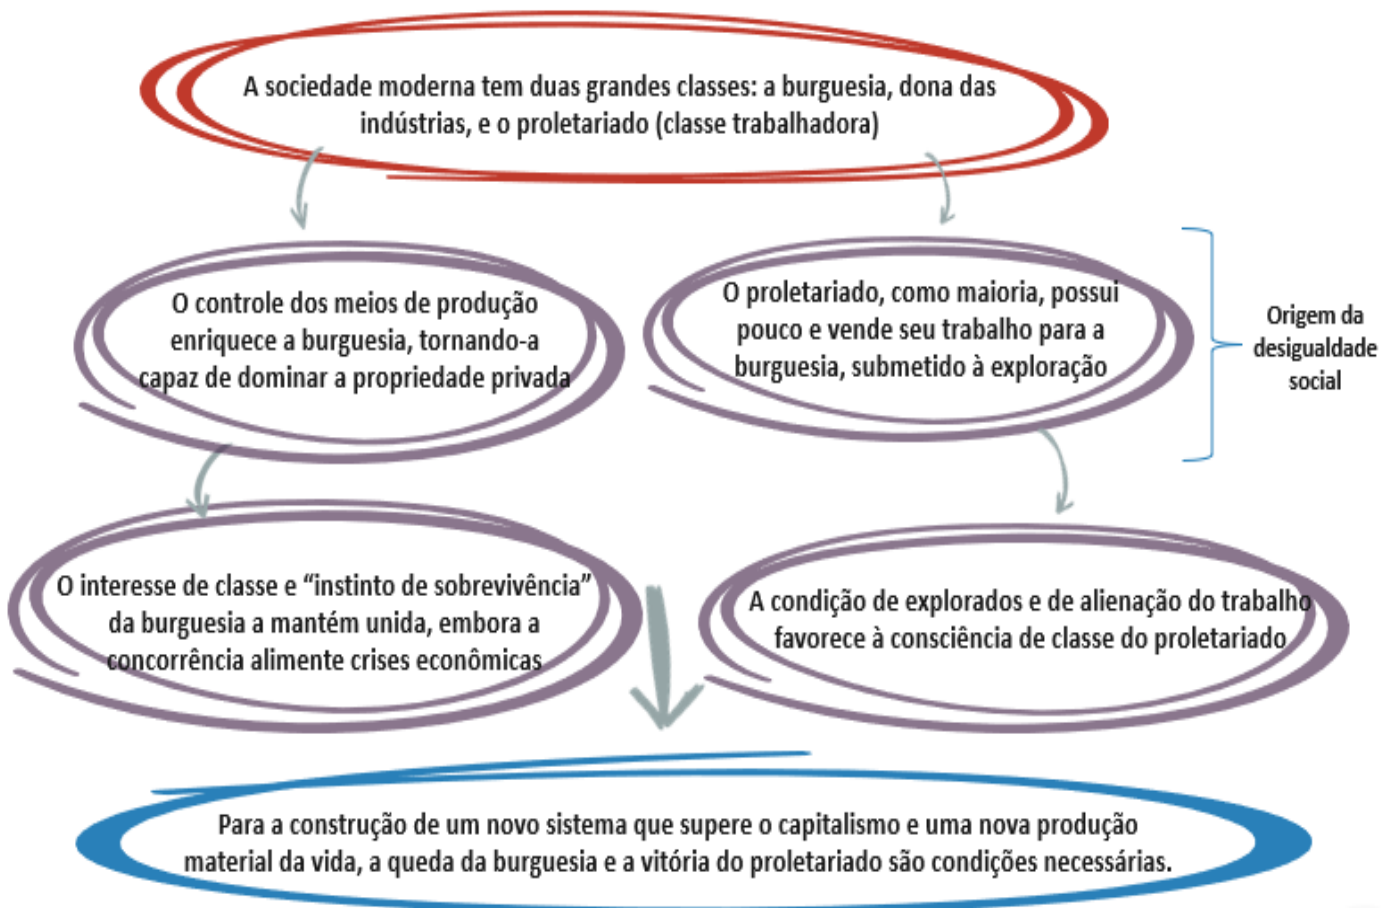 A sociedade moderna tem duas grandes classes: a burguesia, dona das
indústrias, e o proletariado (classe trabalhadora)
O controle dos meios de produção
enriquece a burguesia, tornando-a
capaz de dominar a propriedade privada
O proletariado, como maioria, possui
pouco e vende seu trabalho para a
burguesia, submetido à exploração
Origem da
desigualdade
social
O interesse de classe e “instinto de sobrevivência”
da burguesia a mantém unida, embora a
concorrência alimente crises econômicas
A condição de explorados e de alienação do trabalho
favorece à consciência de classe do proletariado
Para a construção de um novo sistema que supere o capitalismo e uma nova produção
material da vida, a queda da burguesia e a vitória do proletariado são condições necessárias.